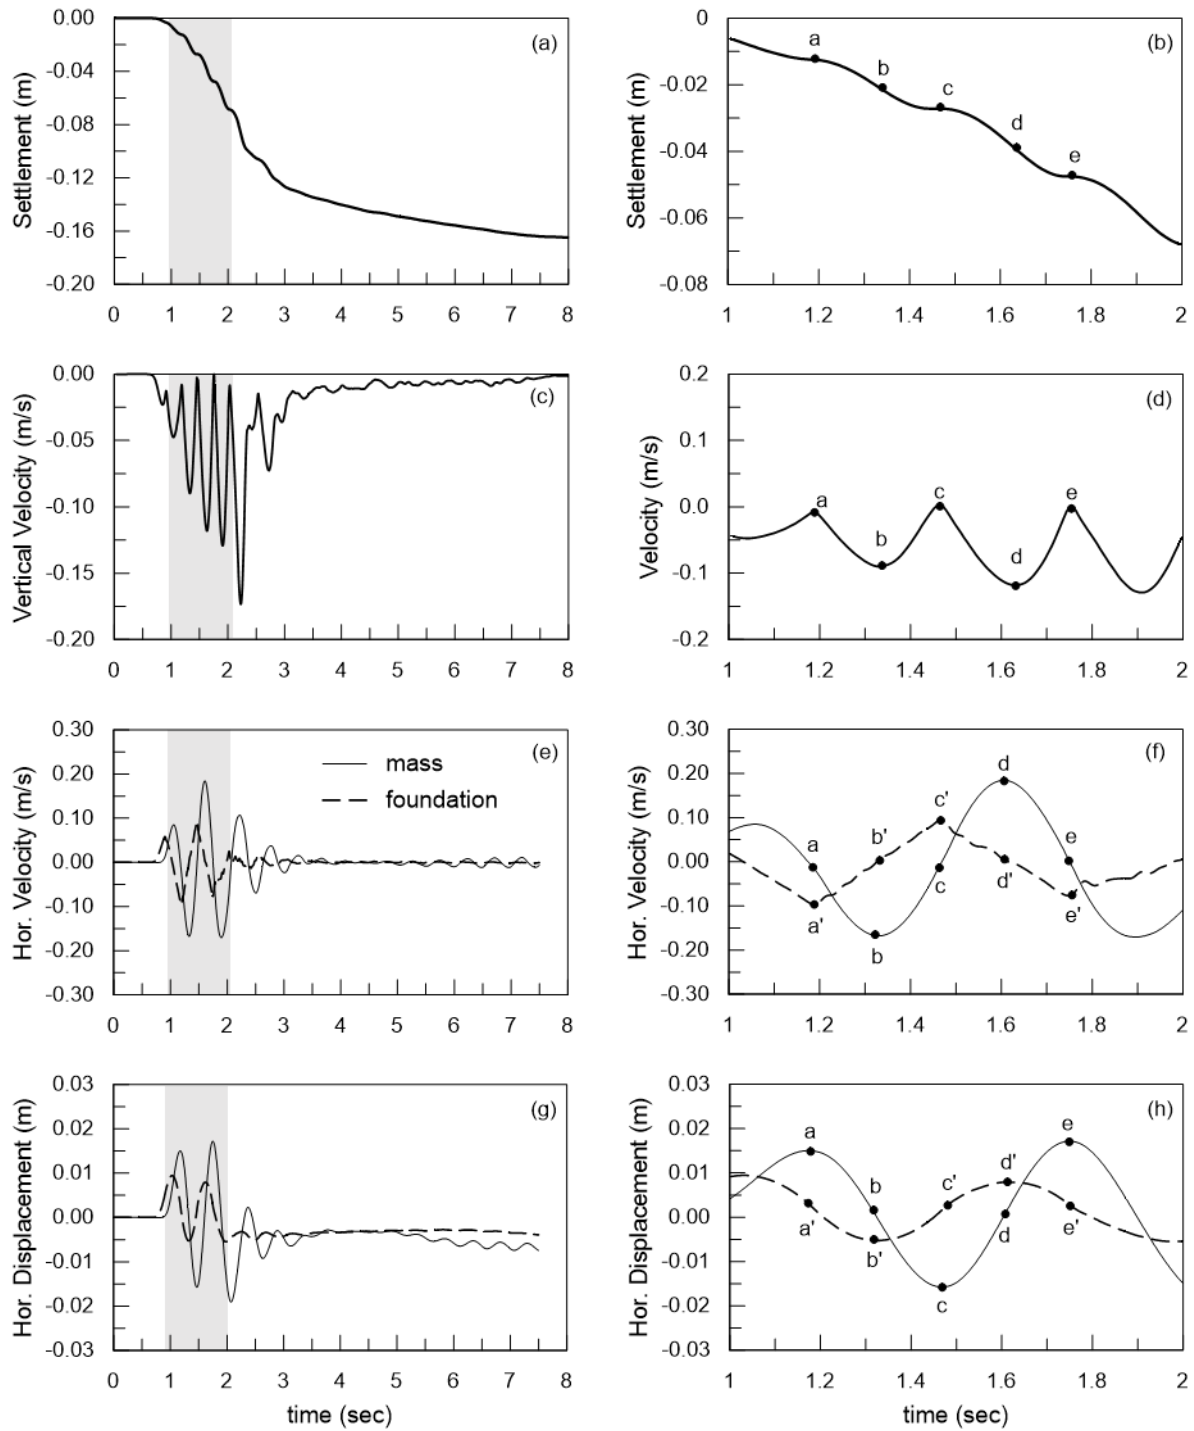 0.00
-0.04
-0.08
-0.12
-0.16
-0.20
Settlement (m)
(a)
0 1 2 3 4 5 6 7 8
0
-0.02
-0.04
-0.06
-0.08
Settlement (m)
(b)
a
b
c
d
e
1 1.2 1.4 1.6 1.8 2
0.00
-0.05
-0.10
-0.15
-0.20
Vertical Velocity (m/s)
(c)
0 1 2 3 4 5 6 7 8
0.2
0.1
0.0
-0.1
-0.2
Velocity (m/s)
(d)
a
b
c
d
e
1 1.2 1.4 1.6 1.8 2
0.30
0.20
0.10
0.00
-0.10
-0.20
-0.30
Hor. Velocity (m/s)
(e)
mass
foundation
0 1 2 3 4 5 6 7 8
0.30
0.20
0.10
0.00
-0.10
-0.20
-0.30
Hor. Velocity (m/s)
(f)
a
a'
b'
b
c'
c
d
d'
e
e'
1 1.2 1.4 1.6 1.8 2
0.03
0.02
0.01
0.00
-0.01
-0.02
-0.03
Hor. Displacement (m)
(g)
0 1 2 3 4 5 6 7 8
time (sec)
0.03
0.02
0.01
0.00
-0.01
-0.02
-0.03
Hor. Displacement (m)
(h)
a
a'
b
b'
c'
c
d'
d
e
e'
1 1.2 1.4 1.6 1.8 2
time (sec)